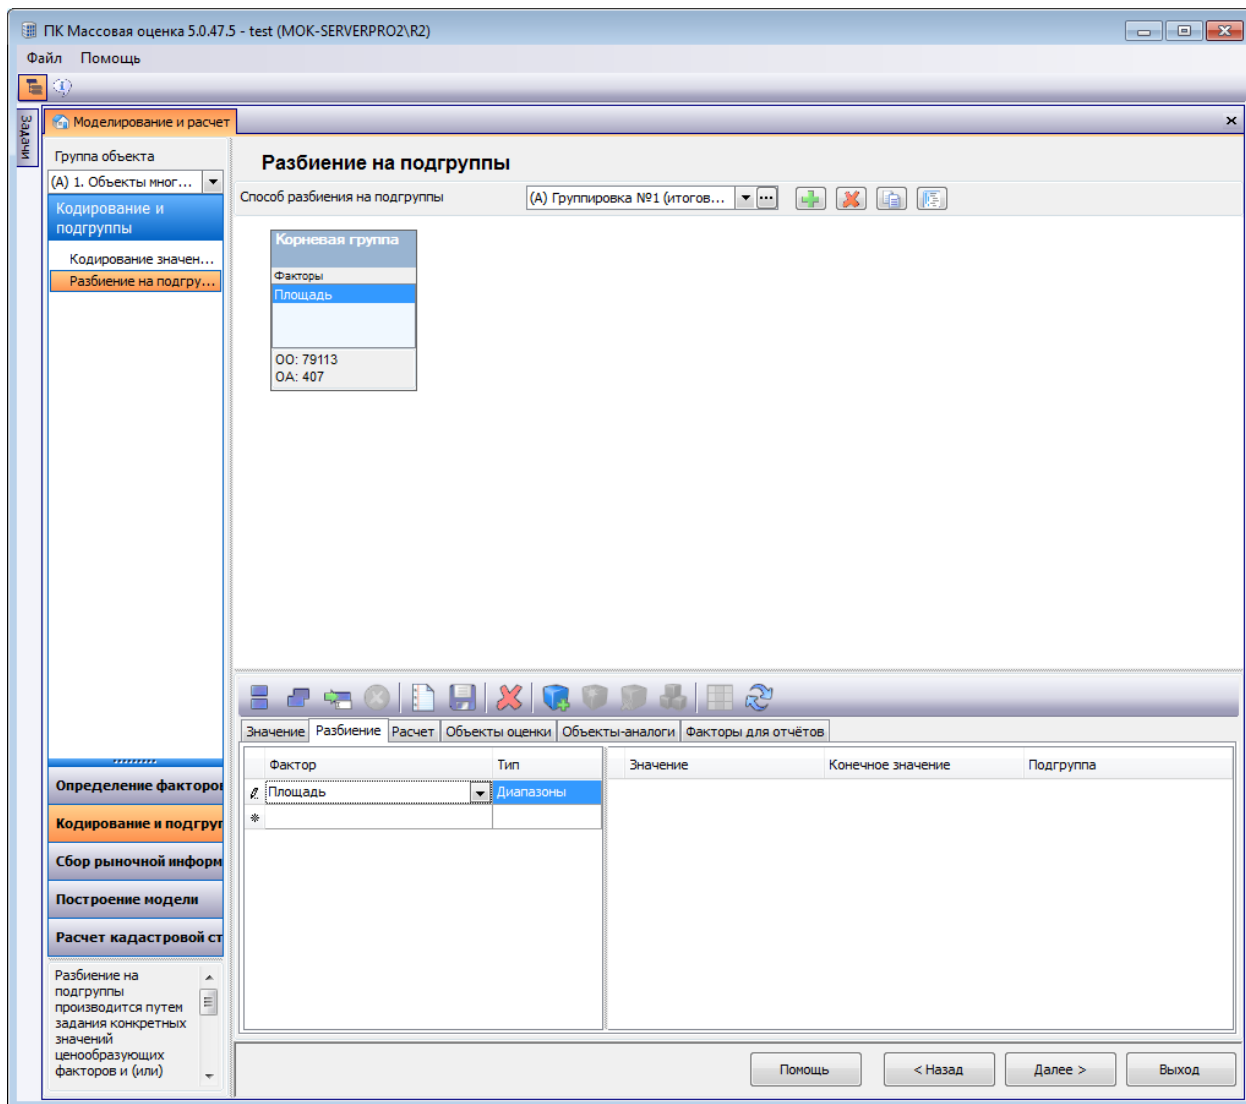 ПК Массовая оценка 5.0.47.5 - test (MOK-SERVERPRO2\R2)
Файл Помощь
Задачи
Моделирование и расчет
Группа объекта
(А) 1. Объекты мног...
Кодирование и
подгруппы
Кодирование значен...
Разбиение на подгру...
Разбиение на подгруппы
Способ разбиения на подгруппы
(А) Группировка №1 (итогов...
Корневая группа
Факторы
Площадь
ОО: 79113
ОА: 407
Значение Разбиение Расчет Объекты оценки Объекты-аналоги Факторы для отчётов
Фактор Тип Значение Конечное значение Подгруппа
Площадь Диапазоны
Определение факторов
Кодирование и подгруп
Сбор рыночной информ
Построение модели
Расчет кадастровой ст
Разбиение на
подгруппы
производится путем
задания конкретных
значений
ценообразующих
факторов и (или)
Помощь < Назад Далее > Выход